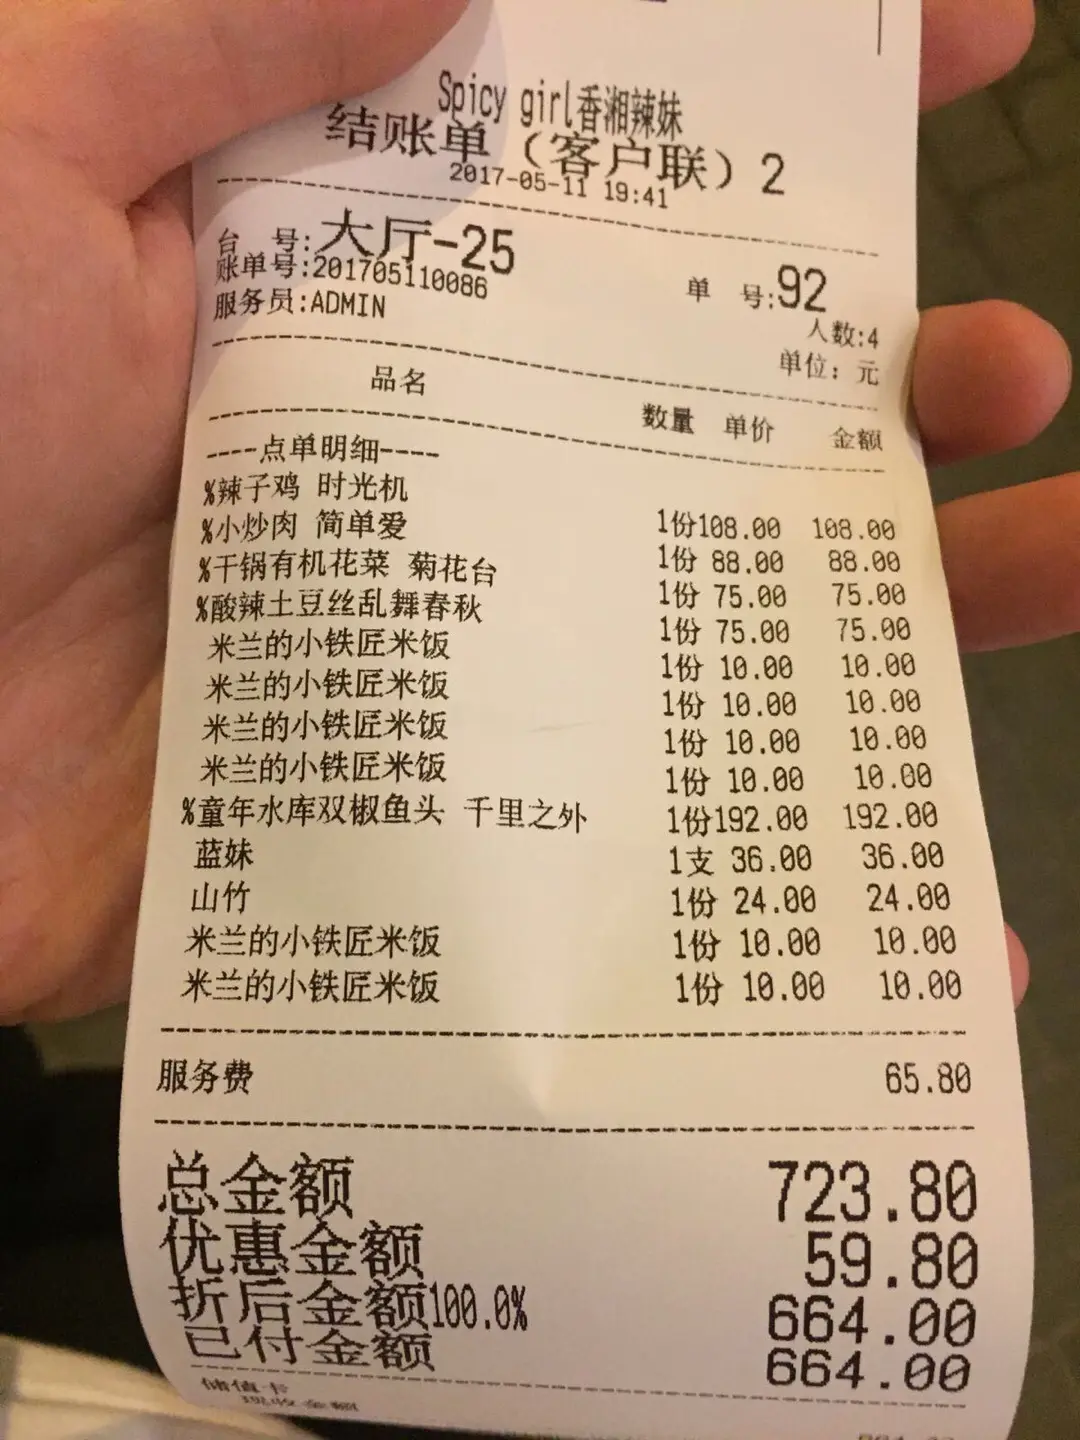 Spicy girl香湘辣妹
结账单（客户联）2
2017-05-11 19:41
台 号:大厅-25
单 号:92
账单号:201705110086
人数:4
服务员:ADMIN
单位：元
品名 数量 单价 金额
----点单明细----
%辣子鸡 时光机 1份108.00 108.00
%小炒肉 简单爱 1份 88.00 88.00
%干锅有机花菜 菊花台 1份 75.00 75.00
%酸辣土豆丝乱舞春秋 1份 75.00 75.00
米兰的小铁匠米饭 1份 10.00 10.00
米兰的小铁匠米饭 1份 10.00 10.00
米兰的小铁匠米饭 1份 10.00 10.00
米兰的小铁匠米饭 1份 10.00 10.00
%童年水库双椒鱼头 千里之外 1份192.00 192.00
蓝妹 1支 36.00 36.00
山竹 1份 24.00 24.00
米兰的小铁匠米饭 1份 10.00 10.00
米兰的小铁匠米饭 1份 10.00 10.00
服务费 65.80
总金额 723.80
优惠金额 59.80
折后金额100.0% 664.00
已付金额 664.00
储值卡